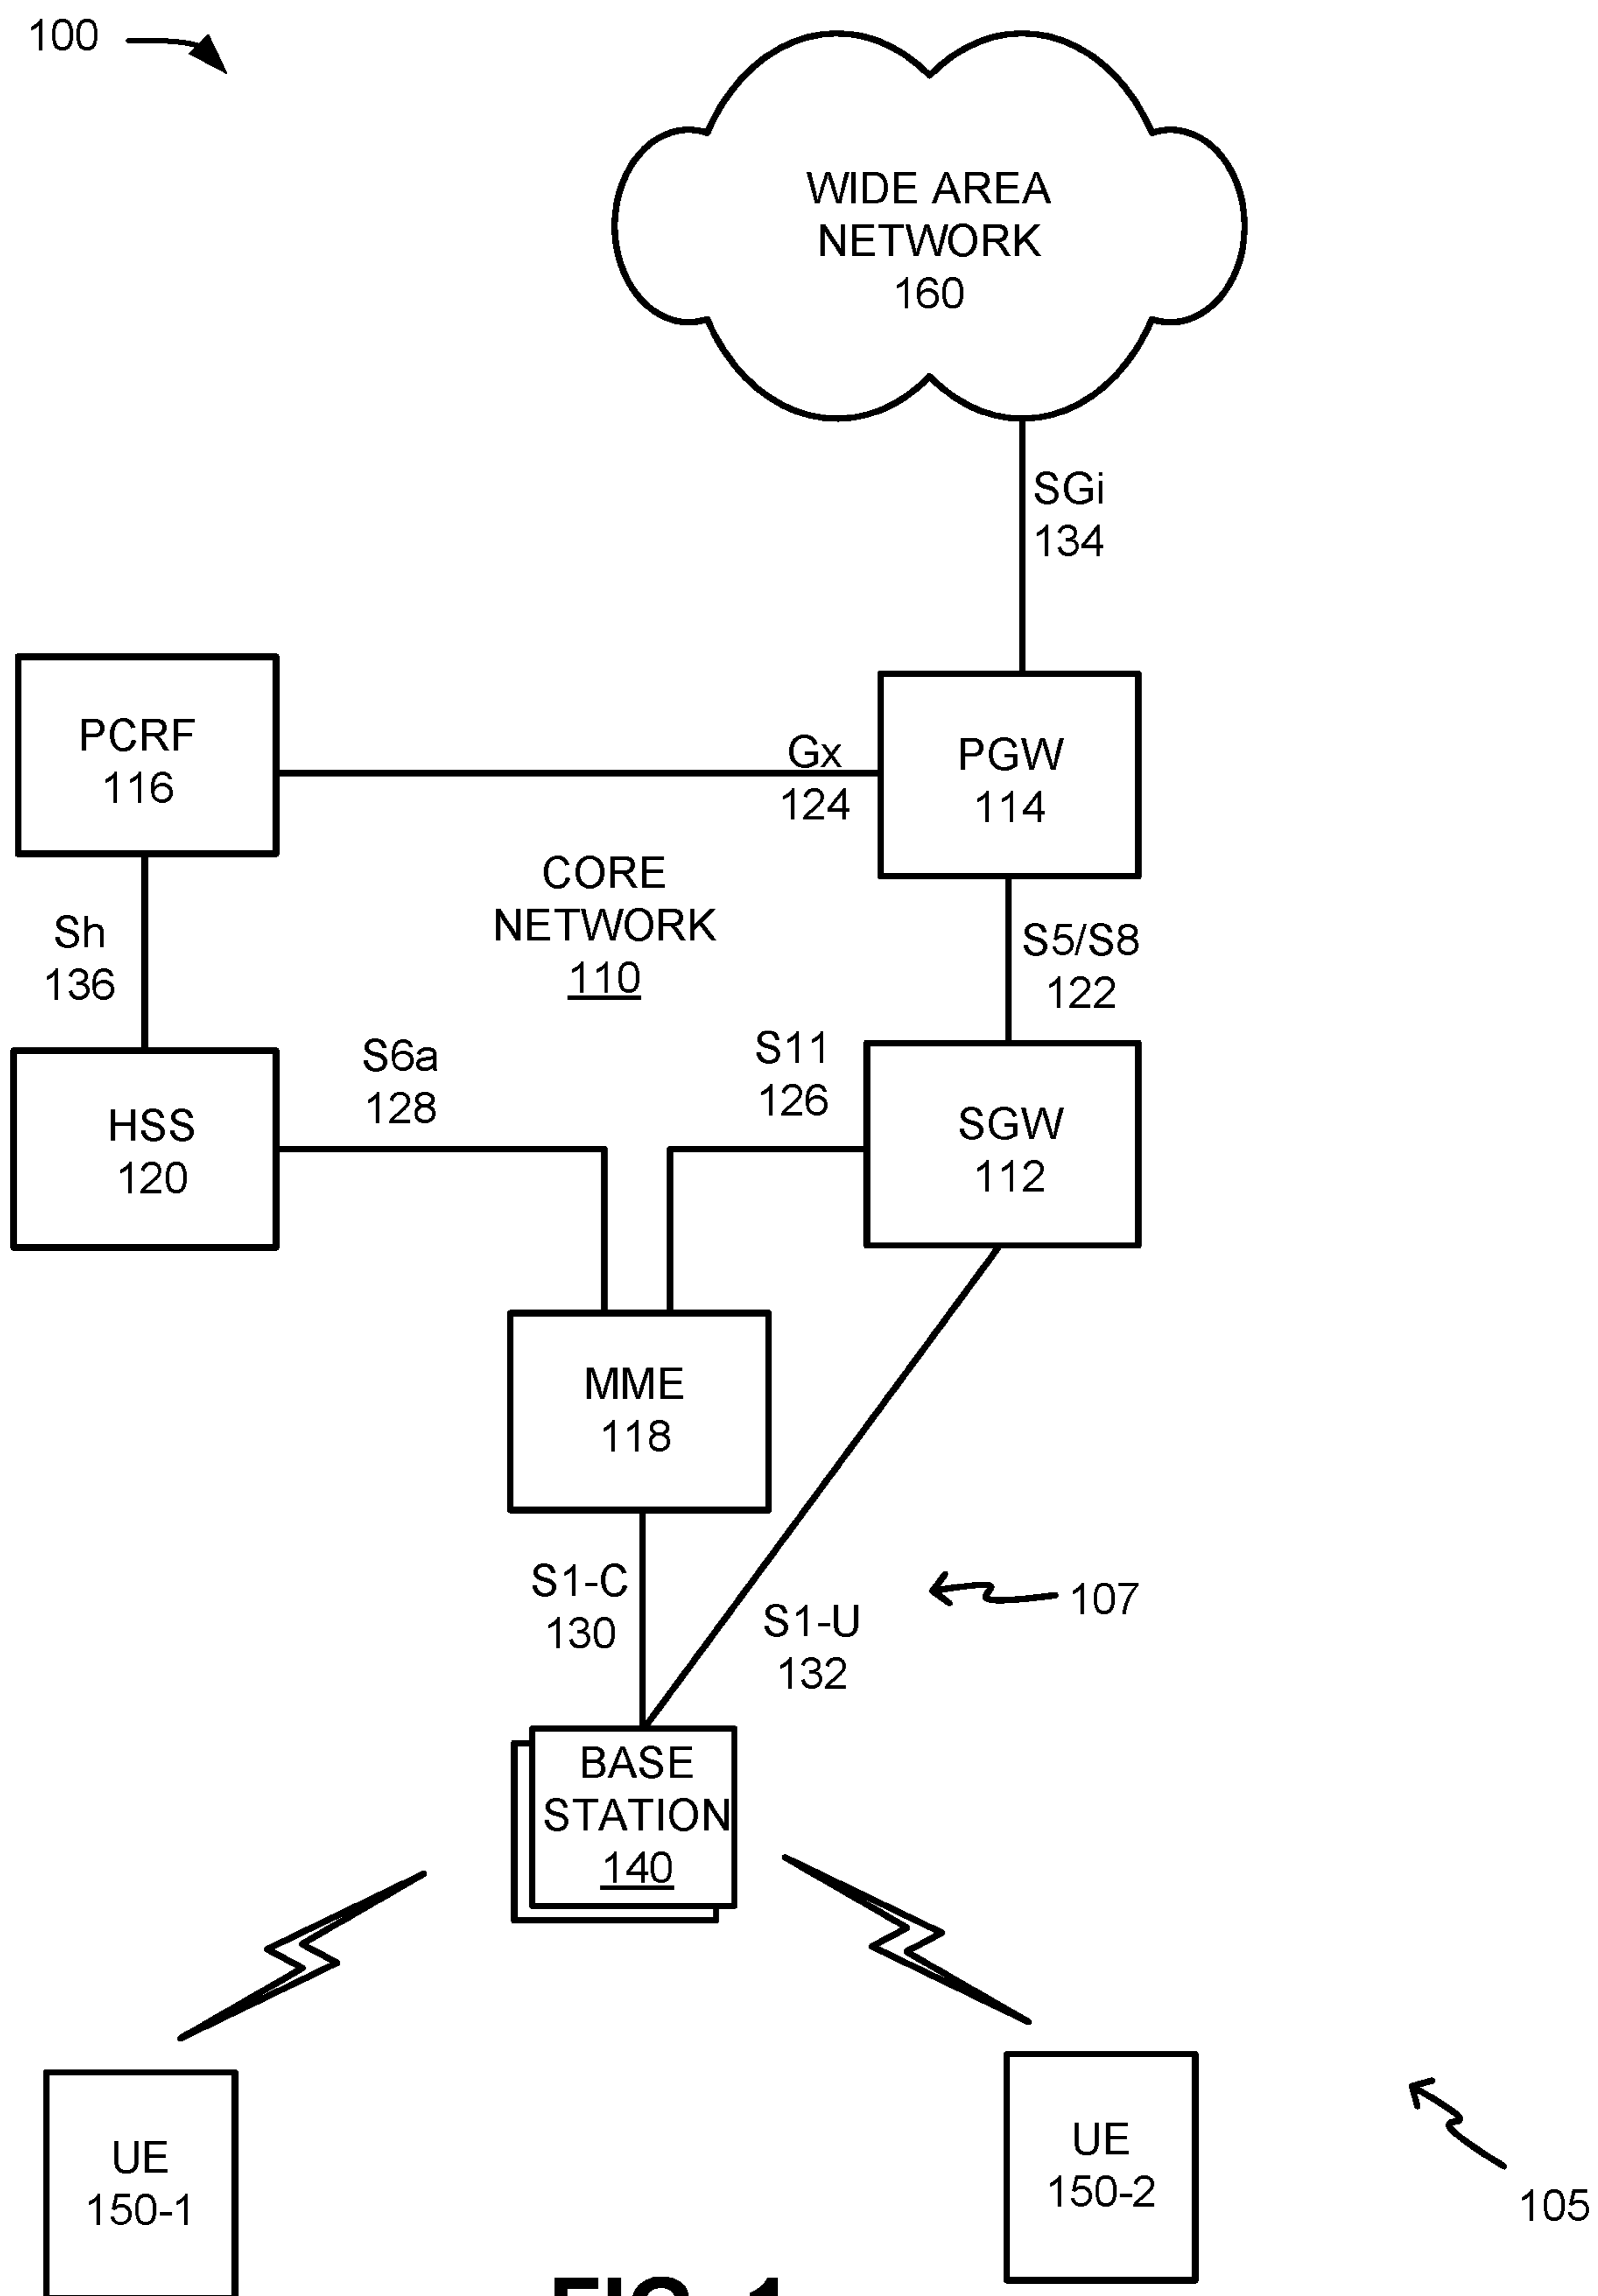 100
WIDE AREA
NETWORK
160
SGi
134
PCRF
116
Gx
124
PGW
114
CORE
NETWORK
110
Sh
136
S5/S8
122
HSS
120
S6a
128
S11
126
SGW
112
MME
118
S1-C
130
S1-U
132
107
BASE
STATION
140
UE
150-1
UE
150-2
105
FIG. 1